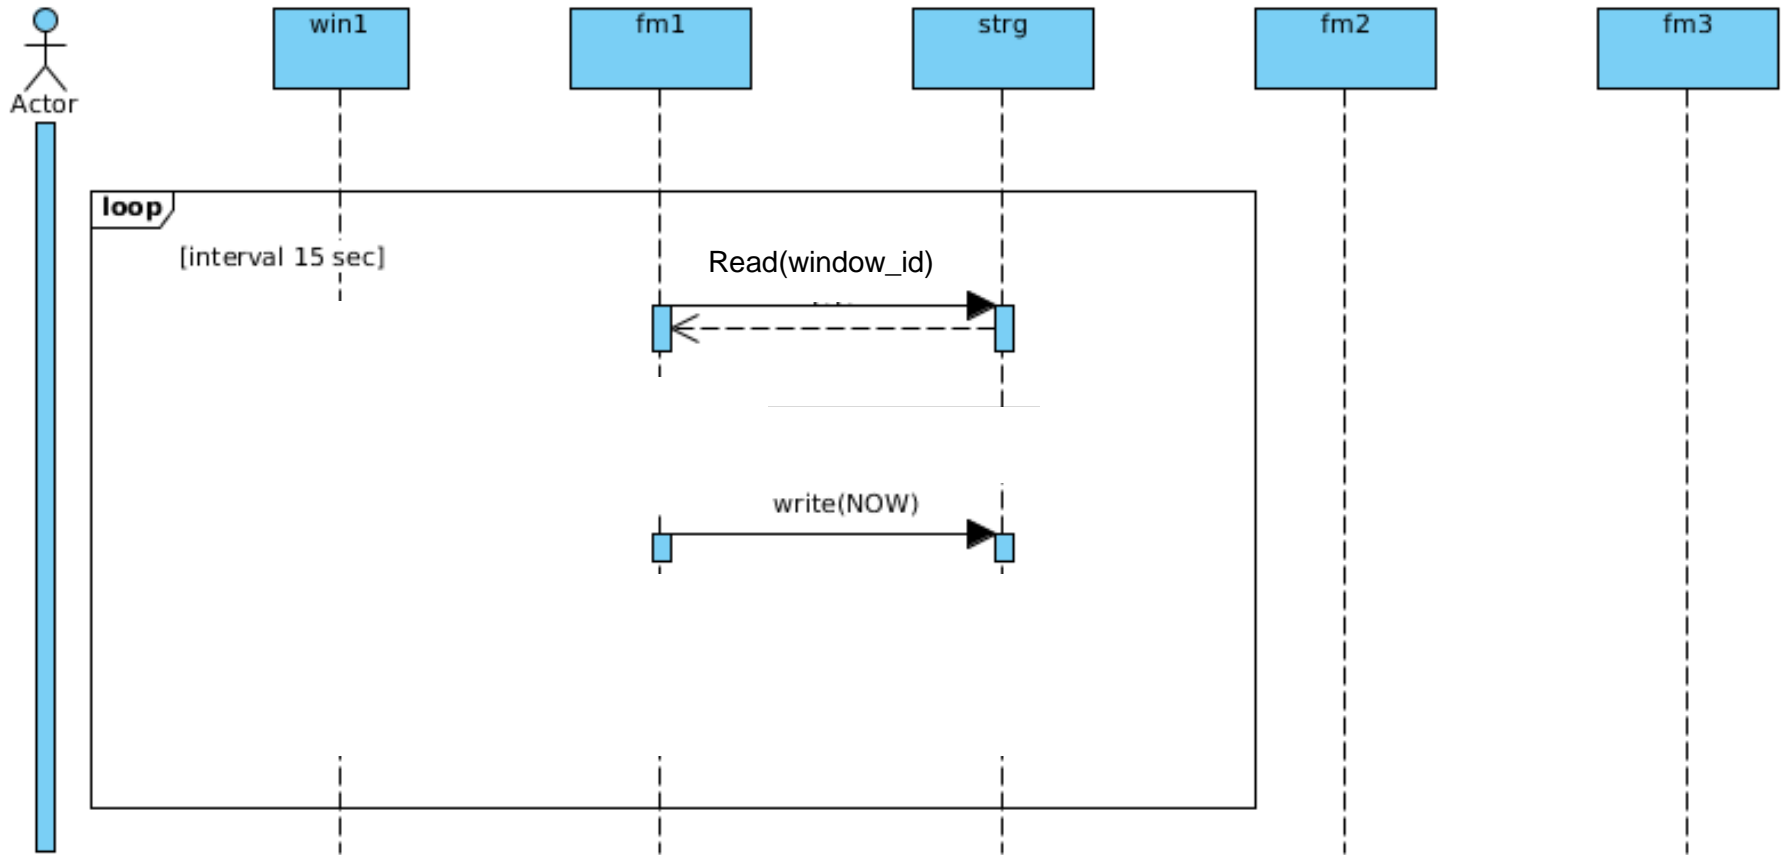 win1
fm1
strg
fm2
fm3
Actor
loop
[interval 15 sec]
Read(window_id)
write(NOW)